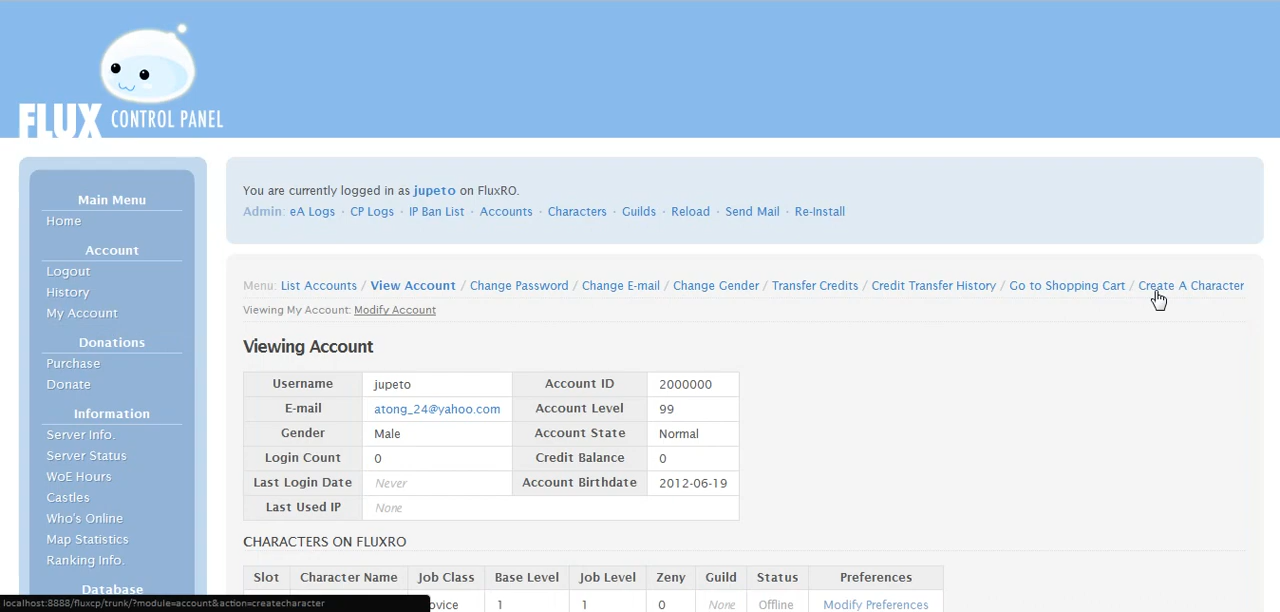 FLUX CONTROL PANEL
Main Menu
Home
Account
Logout
History
My Account
Donations
Purchase
Donate
Information
Server Info.
Server Status
WoE Hours
Castles
Who's Online
Map Statistics
Ranking Info.
Database
You are currently logged in as jupeto on FluxRO.
Admin: eA Logs · CP Logs · IP Ban List · Accounts · Characters · Guilds · Reload · Send Mail · Re-Install
Menu: List Accounts / View Account / Change Password / Change E-mail / Change Gender / Transfer Credits / Credit Transfer History / Go to Shopping Cart / Create A Character
Viewing My Account: Modify Account
Viewing Account
Username jupeto Account ID 2000000
E-mail atong_24@yahoo.com Account Level 99
Gender Male Account State Normal
Login Count 0 Credit Balance 0
Last Login Date Never Account Birthdate 2012-06-19
Last Used IP None
CHARACTERS ON FLUXRO
Slot Character Name Job Class Base Level Job Level Zeny Guild Status Preferences
ovice 1 1 0 None Offline Modify Preferences
localhost:8888/fluxcp/trunk/?module=account&action=createcharacter